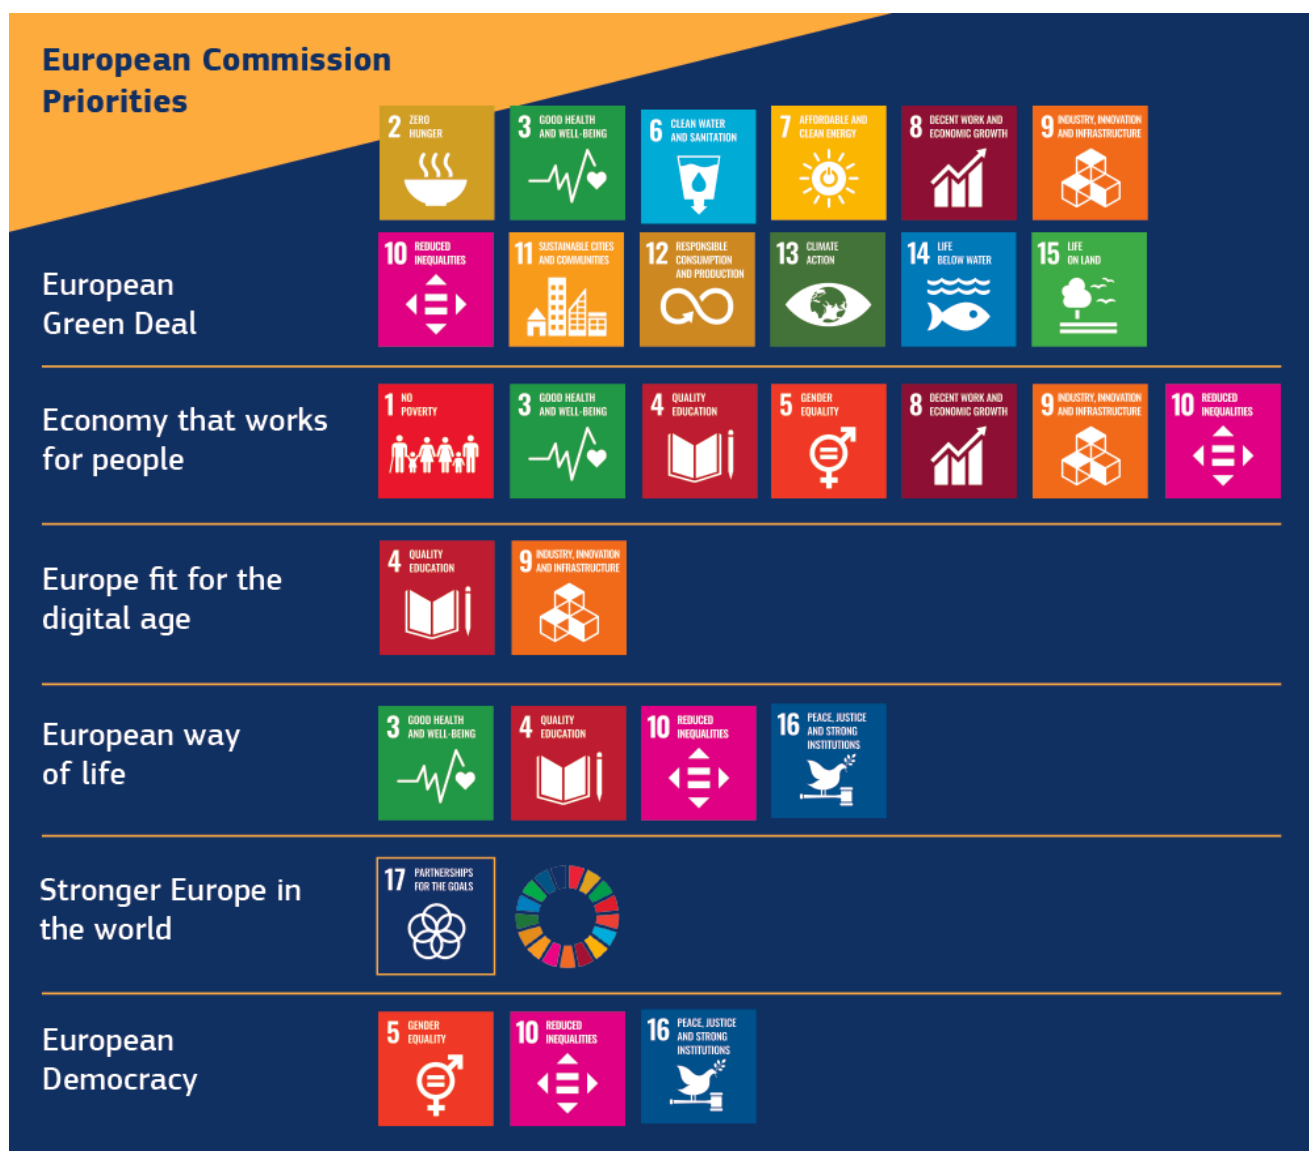 European Commission
Priorities
2 ZERO
HUNGER
3 GOOD HEALTH
AND WELL-BEING
6 CLEAN WATER
AND SANITATION
7 AFFORDABLE AND
CLEAN ENERGY
8 DECENT WORK AND
ECONOMIC GROWTH
9 INDUSTRY, INNOVATION
AND INFRASTRUCTURE
European
Green Deal
10 REDUCED
INEQUALITIES
11 SUSTAINABLE CITIES
AND COMMUNITIES
12 RESPONSIBLE
CONSUMPTION
AND PRODUCTION
13 CLIMATE
ACTION
14 LIFE
BELOW WATER
15 LIFE
ON LAND
Economy that works
for people
1 NO
POVERTY
3 GOOD HEALTH
AND WELL-BEING
4 QUALITY
EDUCATION
5 GENDER
EQUALITY
8 DECENT WORK AND
ECONOMIC GROWTH
9 INDUSTRY, INNOVATION
AND INFRASTRUCTURE
10 REDUCED
INEQUALITIES
Europe fit for the
digital age
4 QUALITY
EDUCATION
9 INDUSTRY, INNOVATION
AND INFRASTRUCTURE
European way
of life
3 GOOD HEALTH
AND WELL-BEING
4 QUALITY
EDUCATION
10 REDUCED
INEQUALITIES
16 PEACE, JUSTICE
AND STRONG
INSTITUTIONS
Stronger Europe in
the world
17 PARTNERSHIPS
FOR THE GOALS
European
Democracy
5 GENDER
EQUALITY
10 REDUCED
INEQUALITIES
16 PEACE, JUSTICE
AND STRONG
INSTITUTIONS